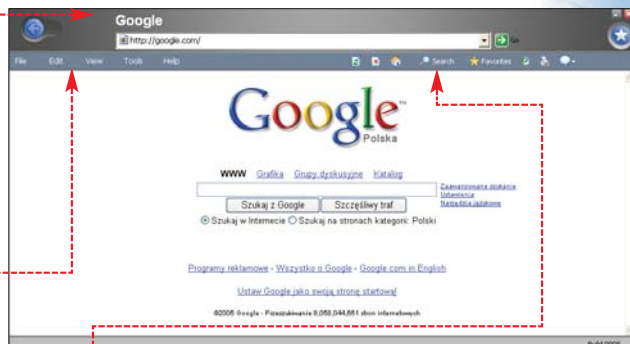 Google
http://google.com/
Go
File Edit View Tools Help Search Favorites
Google™
Polska
WWW Grafika Grupy dyskusyjne Katalog
Zaawansowane szukanie
Ustawienia
Narzędzia językowe
Szukaj z Google Szczęśliwy traf
Szukaj w Internecie Szukaj na stronach kategorii: Polski
Programy reklamowe - Wszystko o Google - Google.com in English
Ustaw Google jako swoją stronę startową!
©2005 Google - Przeszukiwanie 8,058,044,651 stron internetowych